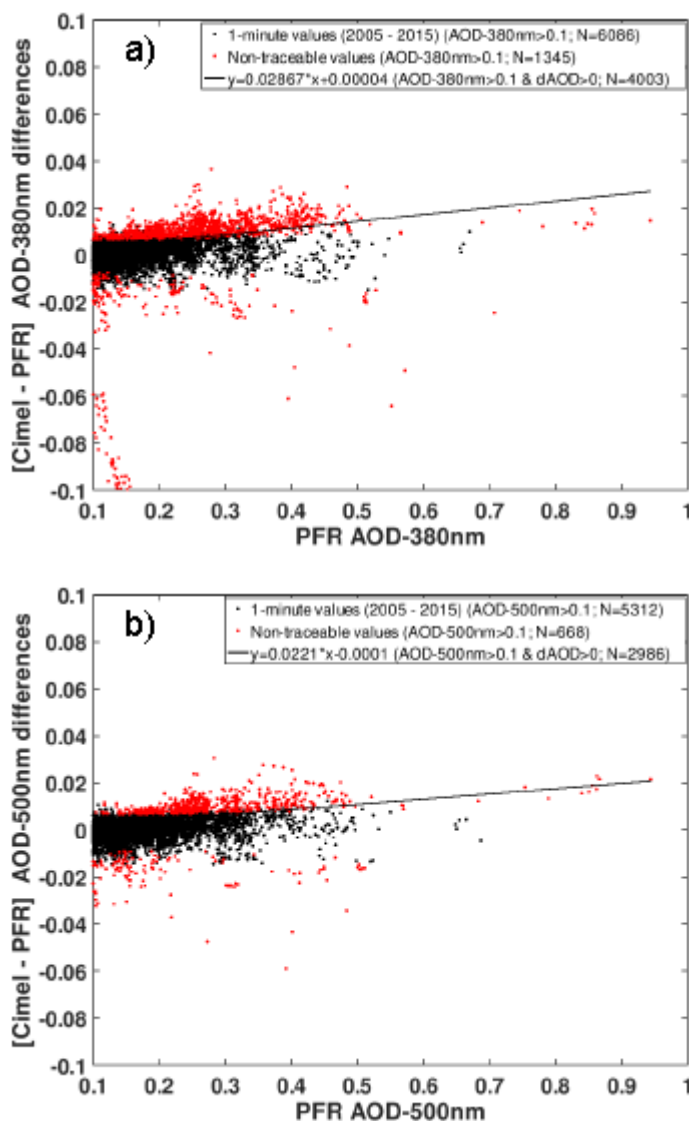 a)
1-minute values (2005 - 2015) (AOD-380nm>0.1; N=6086)
Non-traceable values (AOD-380nm>0.1; N=1345)
y=0.02867*x+0.00004 (AOD-380nm>0.1 & dAOD>0; N=4003)
[Cimel - PFR] AOD-380nm differences
0.1
0.08
0.06
0.04
0.02
0
-0.02
-0.04
-0.06
-0.08
-0.1
0.1 0.2 0.3 0.4 0.5 0.6 0.7 0.8 0.9 1
PFR AOD-380nm
b)
1-minute values (2005 - 2015) (AOD-500nm>0.1; N=5312)
Non-traceable values (AOD-500nm>0.1; N=668)
y=0.0221*x-0.0001 (AOD-500nm>0.1 & dAOD>0; N=2986)
[Cimel - PFR] AOD-500nm differences
0.1
0.08
0.06
0.04
0.02
0
-0.02
-0.04
-0.06
-0.08
-0.1
0.1 0.2 0.3 0.4 0.5 0.6 0.7 0.8 0.9 1
PFR AOD-500nm